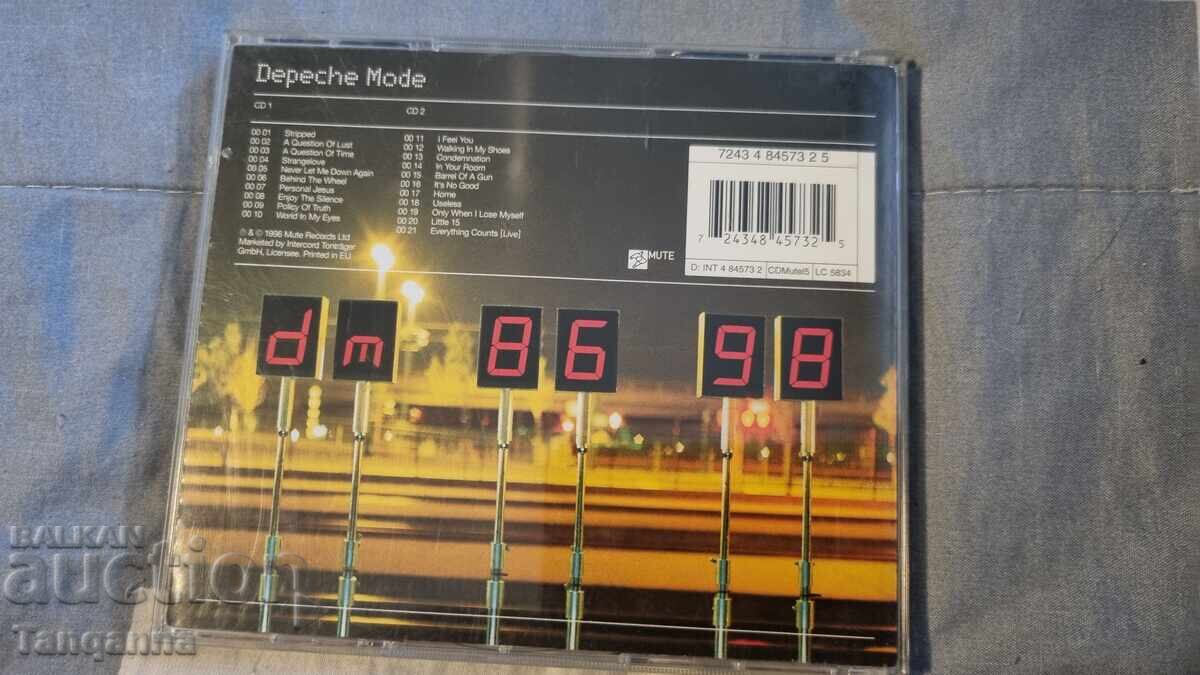 Depeche Mode
CD 1
CD 2
00 01 Stripped
00 02 A Question Of Lust
00 03 A Question Of Time
00 04 Strangelove
00 05 Never Let Me Down Again
00 06 Behind The Wheel
00 07 Personal Jesus
00 08 Enjoy The Silence
00 09 Policy Of Truth
00 10 World In My Eyes
00 11 I Feel You
00 12 Walking In My Shoes
00 13 Condemnation
00 14 In Your Room
00 15 Barrel Of A Gun
00 16 It's No Good
00 17 Home
00 18 Useless
00 19 Only When I Lose Myself
00 20 Little 15
00 21 Everything Counts [Live]
℗ & © 1998 Mute Records Ltd
Marketed by Intercord Tonträger
GmbH, Licensee. Printed in EU
MUTE
7243 4 84573 2 5
7 24348 45732 5
D: INT 4 84573 2 CDMutel5 LC 5834
dm 86 98
BALKAN
auction
Tanganna